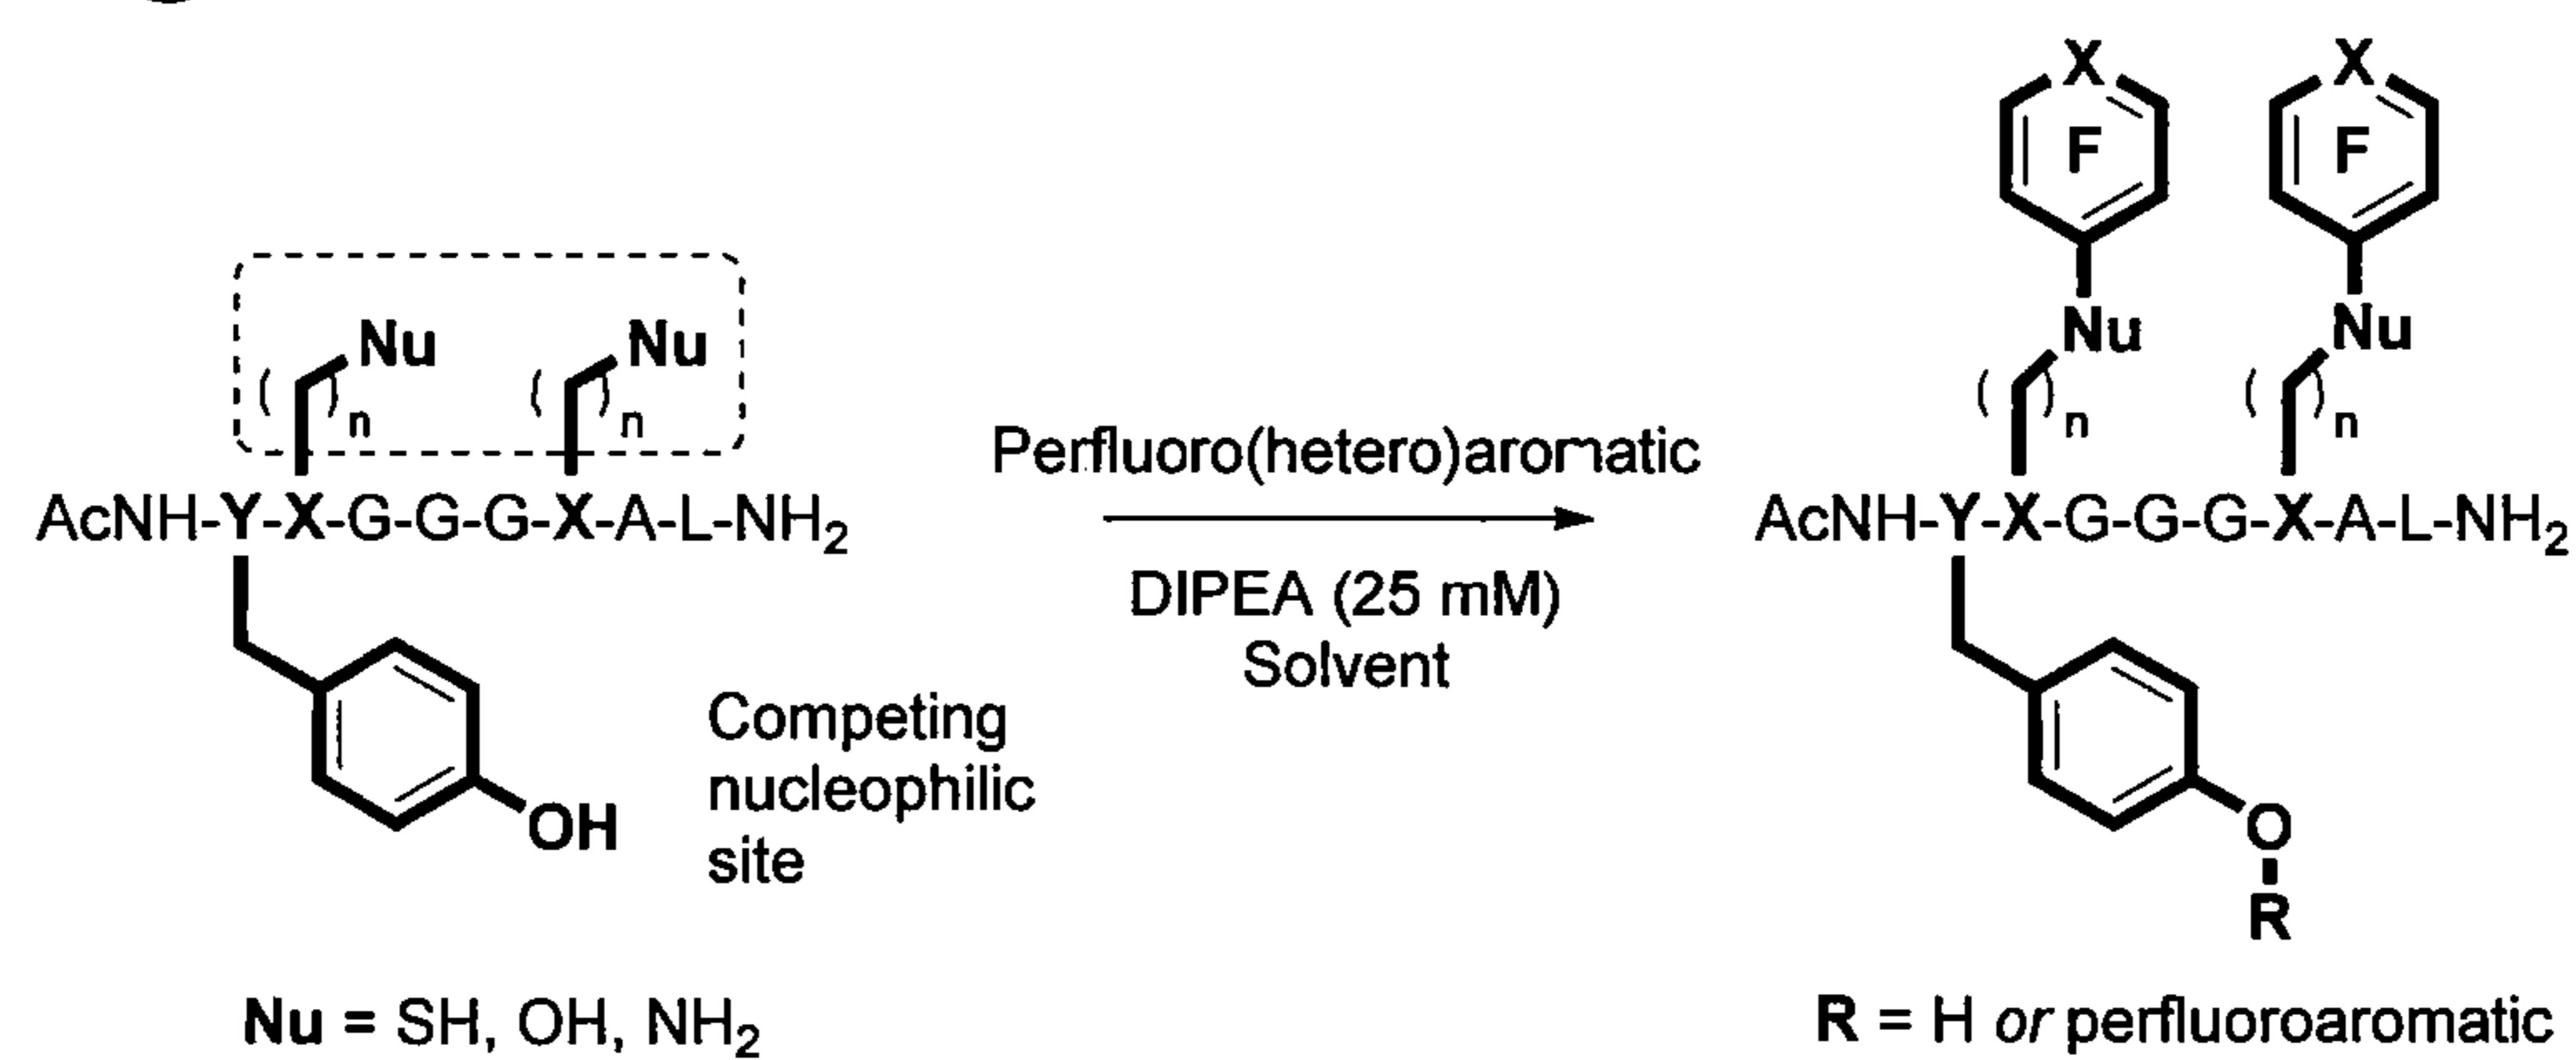 X X
F F
Nu Nu
( )n ( )n
Nu Nu
( )n ( )n
Perfluoro(hetero)aromatic
AcNH-Y-X-G-G-G-X-A-L-NH2
AcNH-Y-X-G-G-G-X-A-L-NH2
DIPEA (25 mM)
Solvent
Competing
nucleophilic
site
OH
O
R
Nu = SH, OH, NH2
R = H or perfluoroaromatic